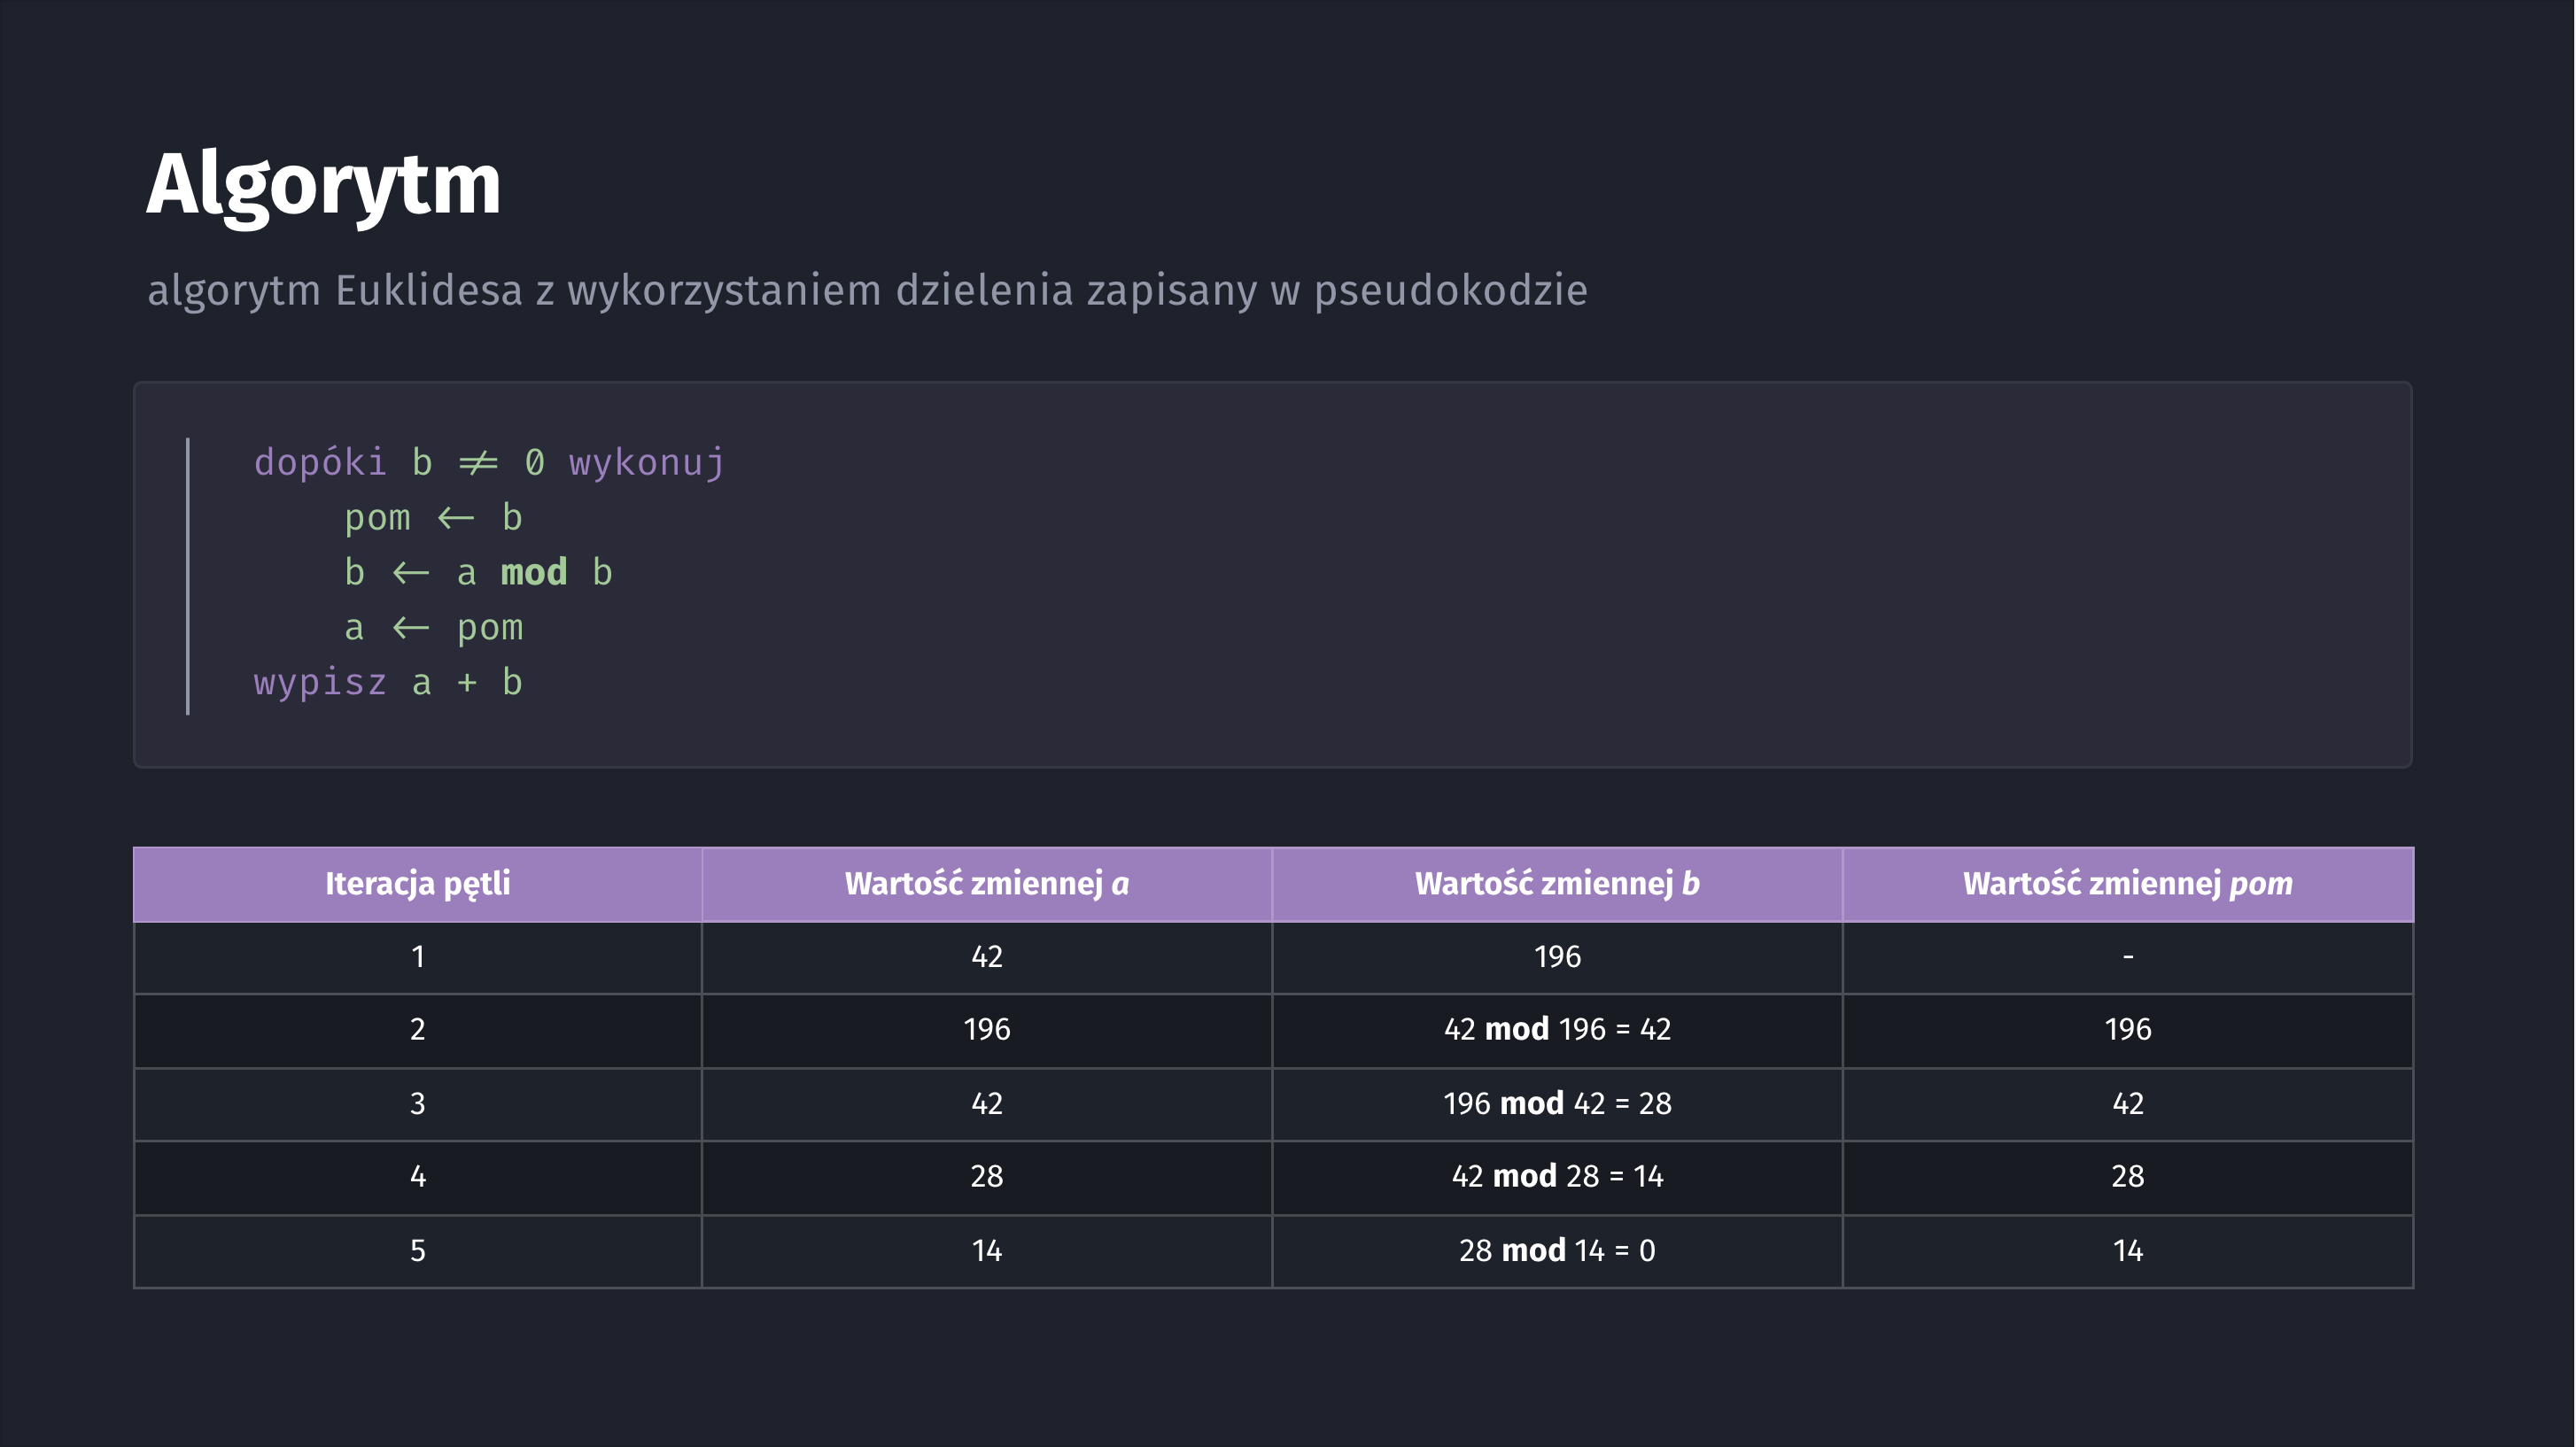 Algorytm
algorytm Euklidesa z wykorzystaniem dzielenia zapisany w pseudokodzie
dopóki b ≠ 0 wykonuj
pom ← b
b ← a mod b
a ← pom
wypisz a + b
Iteracja pętli Wartość zmiennej a Wartość zmiennej b Wartość zmiennej pom
1 42 196 -
2 196 42 mod 196 = 42 196
3 42 196 mod 42 = 28 42
4 28 42 mod 28 = 14 28
5 14 28 mod 14 = 0 14